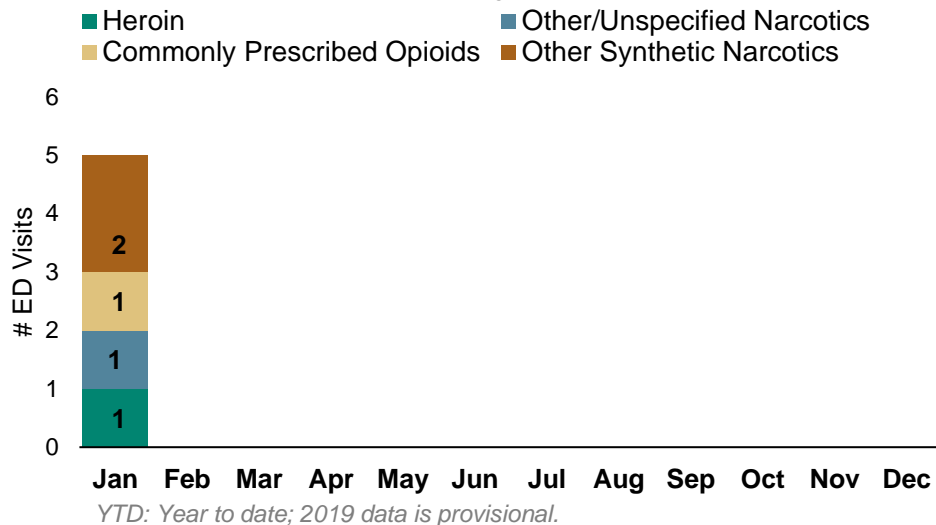 Heroin
Other/Unspecified Narcotics
Commonly Prescribed Opioids
Other Synthetic Narcotics
# ED Visits
6
5
4
3
2
1
0
2
1
1
1
Jan Feb Mar Apr May Jun Jul Aug Sep Oct Nov Dec
YTD: Year to date; 2019 data is provisional.